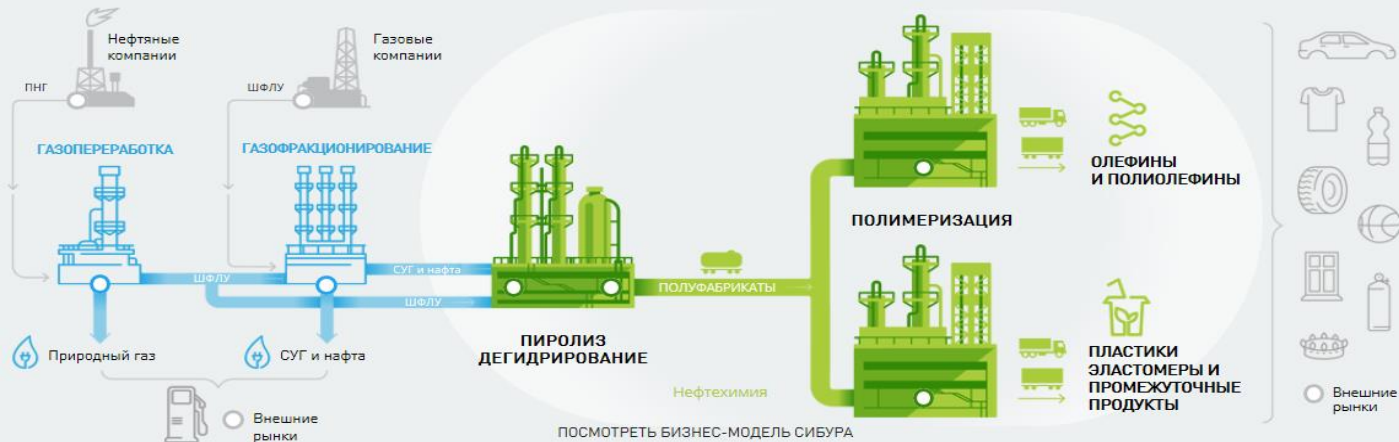 Нефтяные
компании
Газовые
компании
ПНГ
ШФЛУ
ГАЗОПЕРЕРАБОТКА
ГАЗОФРАКЦИОНИРОВАНИЕ
ШФЛУ
СУГ и нафта
ШФЛУ
Природный газ
СУГ и нафта
Внешние
рынки
ПИРОЛИЗ
ДЕГИДРИРОВАНИЕ
ПОЛУФАБРИКАТЫ
ПОЛИМЕРИЗАЦИЯ
ОЛЕФИНЫ
И ПОЛИОЛЕФИНЫ
ПЛАСТИКИ
ЭЛАСТОМЕРЫ И
ПРОМЕЖУТОЧНЫЕ
ПРОДУКТЫ
Нефтехимия
Внешние
рынки
ПОСМОТРЕТЬ БИЗНЕС-МОДЕЛЬ СИБУРА